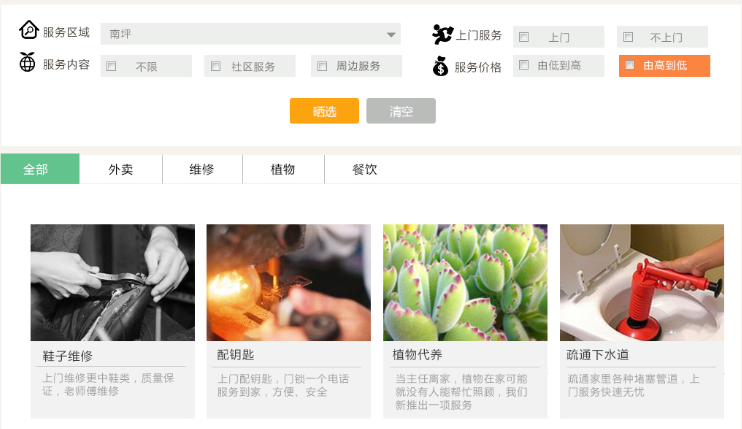 服务区域 南坪 上门服务 上门 不上门
服务内容 不限 社区服务 周边服务 服务价格 由低到高 由高到低
晒选 清空
全部 外卖 维修 植物 餐饮
鞋子维修
上门维修更中鞋类，质量保
证，老师傅维修
配钥匙
上门配钥匙，门锁一个电话
服务到家，方便、安全
植物代养
当主任离家，植物在家可能
就没有人能帮忙照顾，我们
新推出一项服务
疏通下水道
疏通家里各种堵塞管道，上
门服务快速无忧